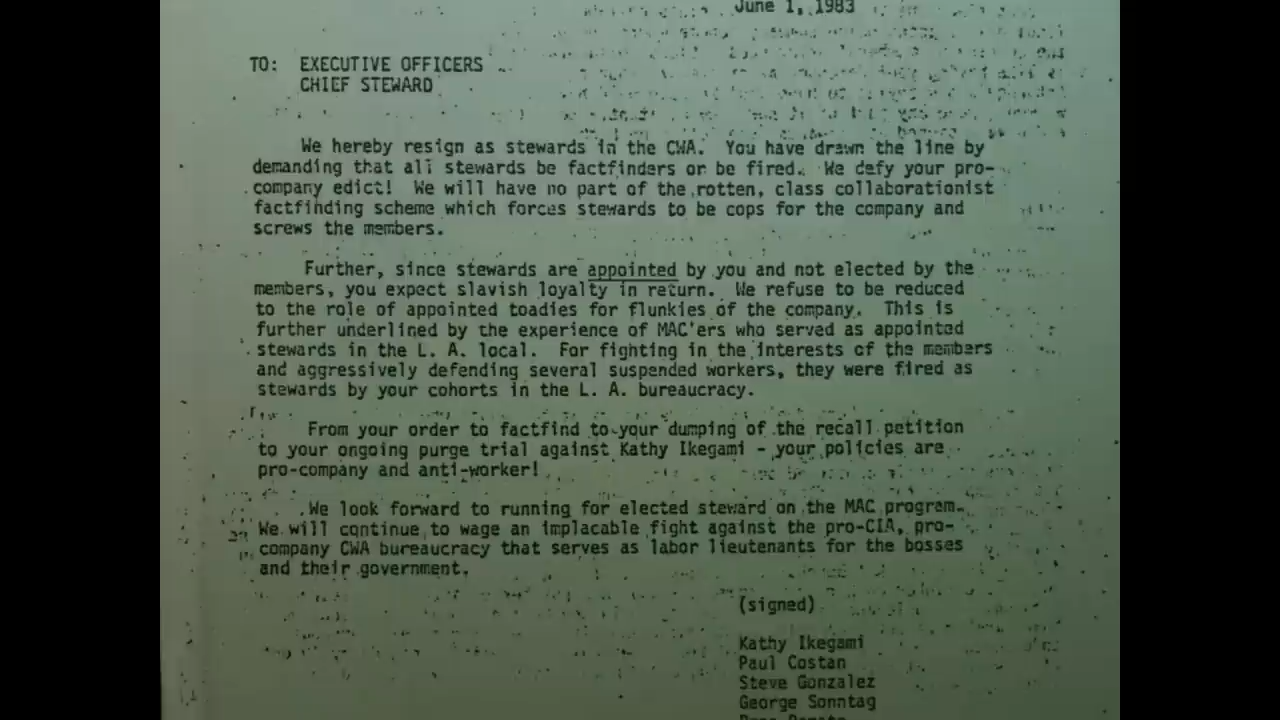 June 1, 1983
TO: EXECUTIVE OFFICERS
CHIEF STEWARD
We hereby resign as stewards in the CWA. You have drawn the line by
demanding that all stewards be factfinders or be fired. We defy your pro-
company edict! We will have no part of the rotten, class collaborationist
factfinding scheme which forces stewards to be cops for the company and
screws the members.
Further, since stewards are appointed by you and not elected by the
members, you expect slavish loyalty in return. We refuse to be reduced
to the role of appointed toadies for flunkies of the company. This is
further underlined by the experience of MAC'ers who served as appointed
stewards in the L. A. local. For fighting in the interests of the members
and aggressively defending several suspended workers, they were fired as
stewards by your cohorts in the L. A. bureaucracy.
From your order to factfind to your dumping of the recall petition
to your ongoing purge trial against Kathy Ikegami - your policies are
pro-company and anti-worker!
We look forward to running for elected steward on the MAC program.
We will continue to wage an implacable fight against the pro-CIA, pro-
company CWA bureaucracy that serves as labor lieutenants for the bosses
and their government.
(signed)
Kathy Ikegami
Paul Costan
Steve Gonzalez
George Sonntag